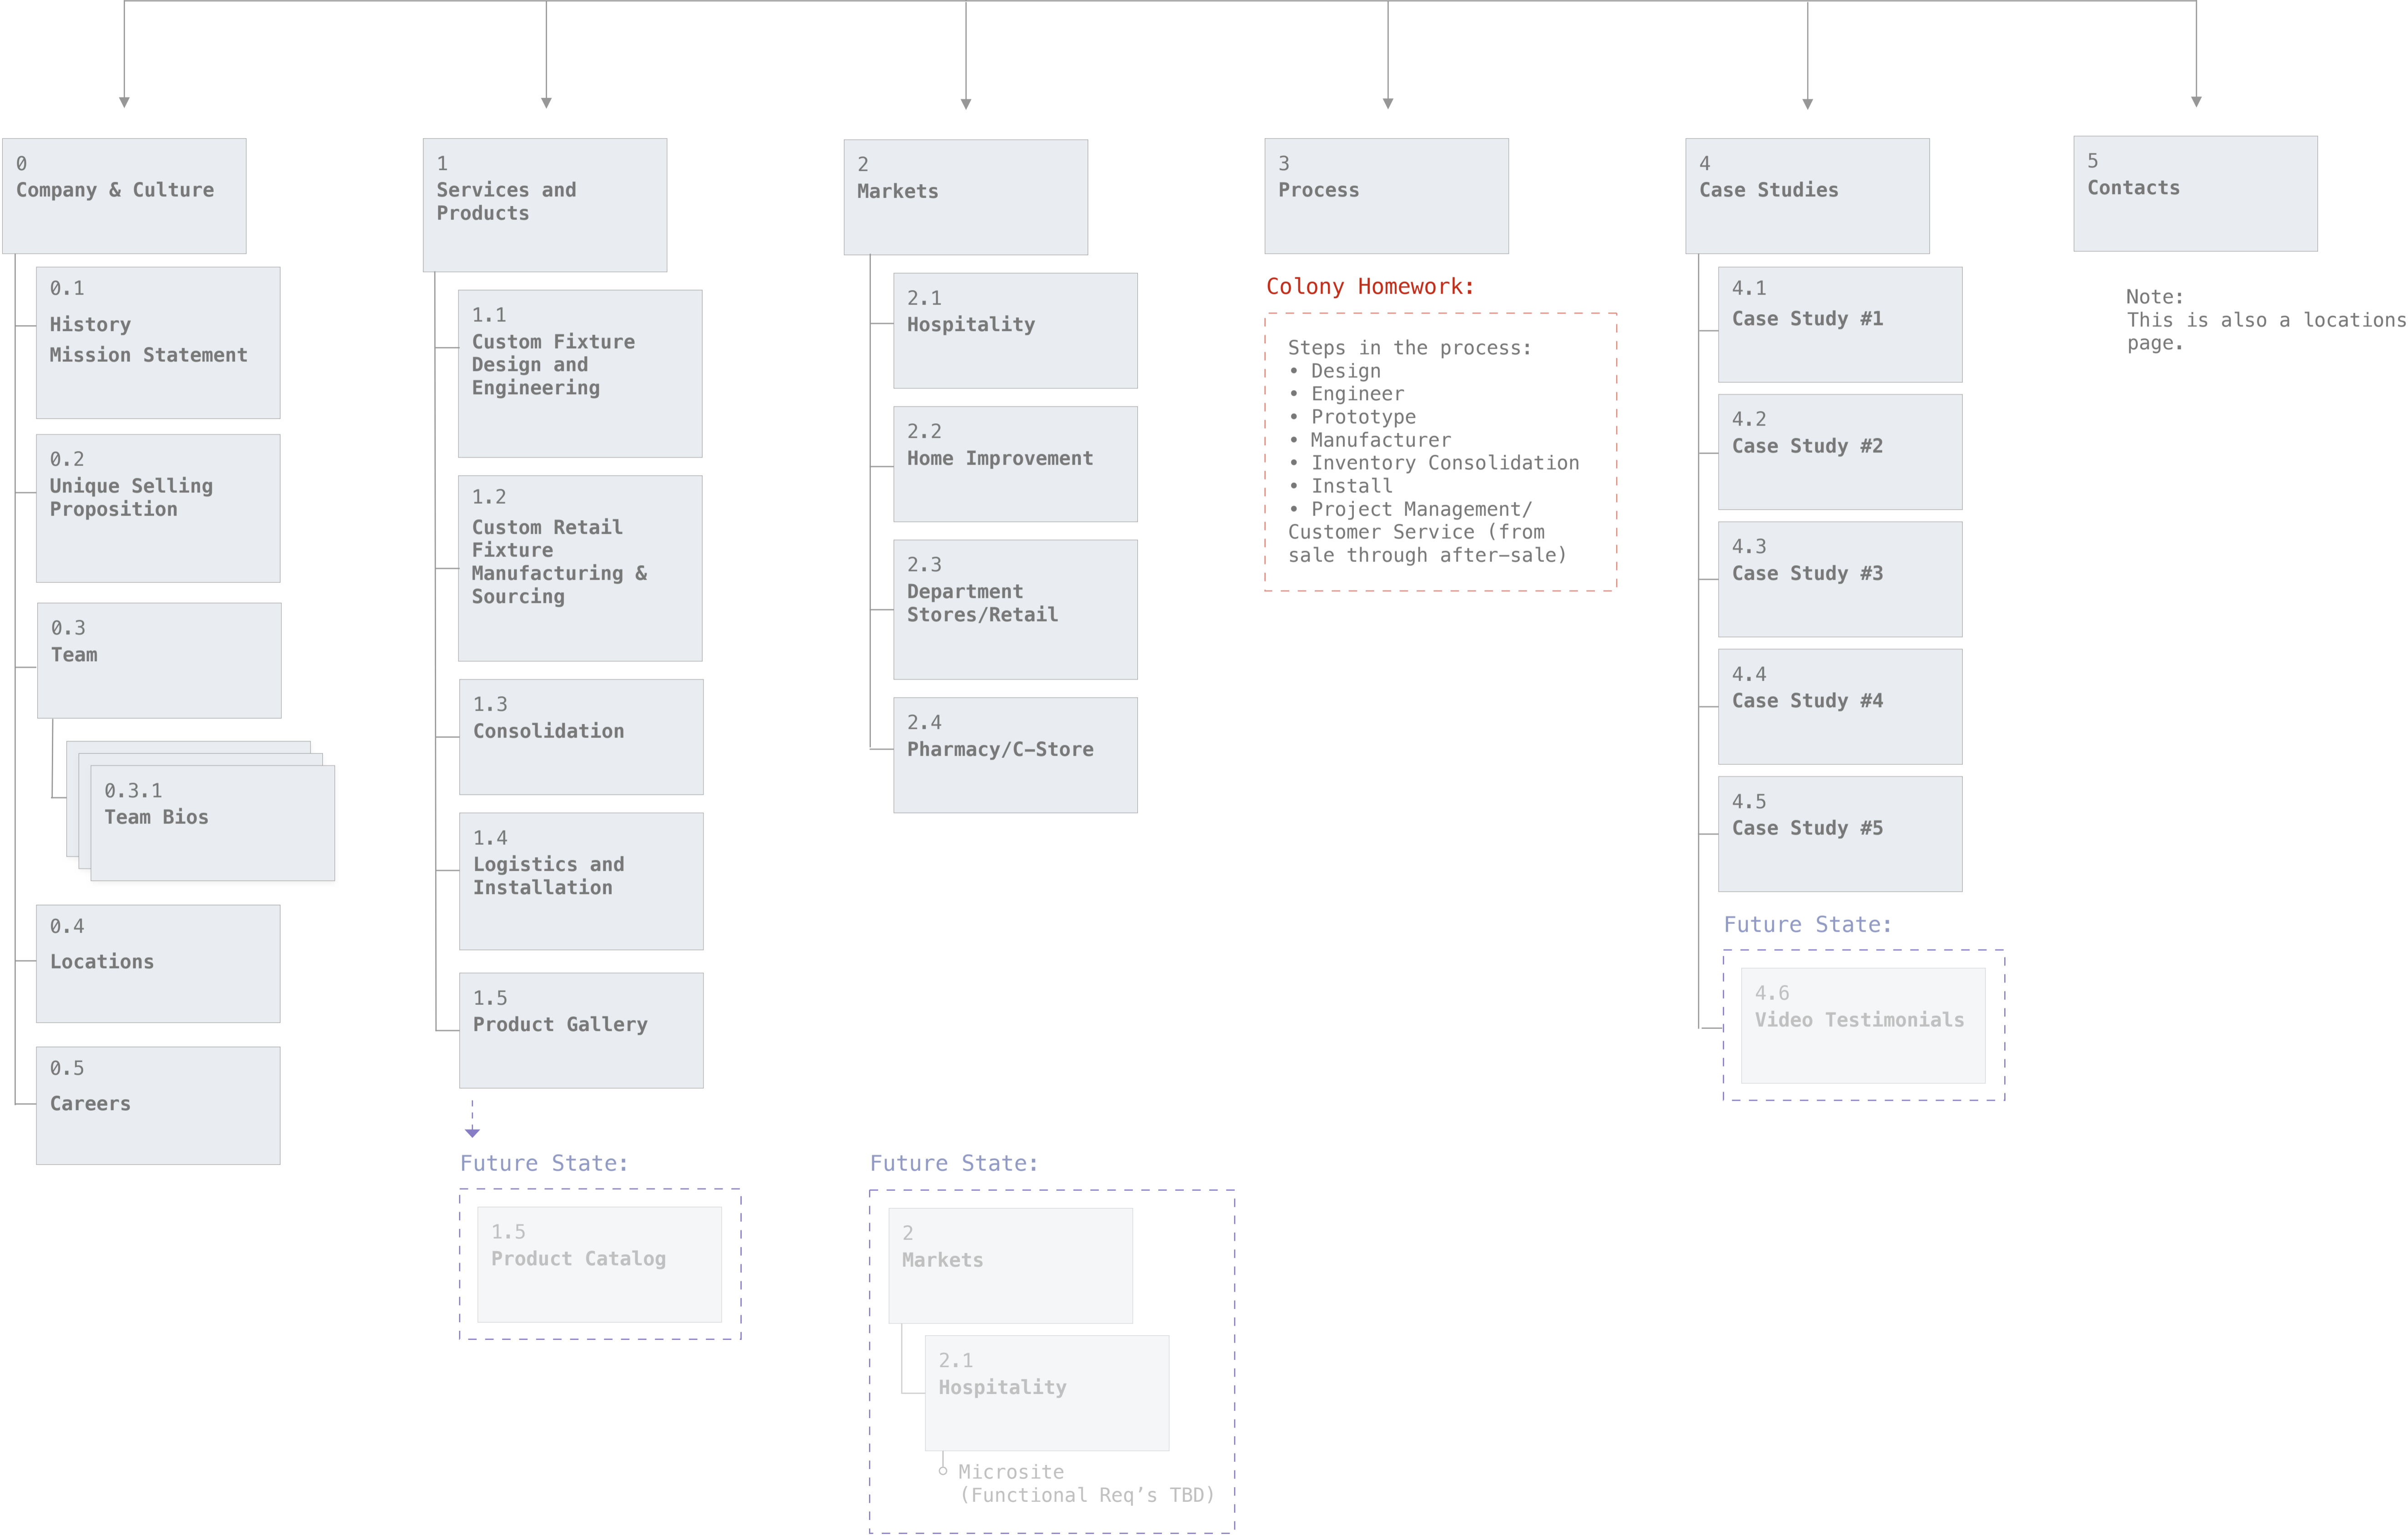 0
Company & Culture
0.1
History
Mission Statement
0.2
Unique Selling
Proposition
0.3
Team
0.3.1
Team Bios
0.4
Locations
0.5
Careers
1
Services and
Products
1.1
Custom Fixture
Design and
Engineering
1.2
Custom Retail
Fixture
Manufacturing &
Sourcing
1.3
Consolidation
1.4
Logistics and
Installation
1.5
Product Gallery
Future State:
1.5
Product Catalog
2
Markets
2.1
Hospitality
2.2
Home Improvement
2.3
Department
Stores/Retail
2.4
Pharmacy/C–Store
Future State:
2
Markets
2.1
Hospitality
Microsite
(Functional Req’s TBD)
3
Process
Colony Homework:
Steps in the process:
• Design
• Engineer
• Prototype
• Manufacturer
• Inventory Consolidation
• Install
• Project Management/
Customer Service (from
sale through after–sale)
4
Case Studies
4.1
Case Study #1
4.2
Case Study #2
4.3
Case Study #3
4.4
Case Study #4
4.5
Case Study #5
Future State:
4.6
Video Testimonials
5
Contacts
Note:
This is also a locations
page.